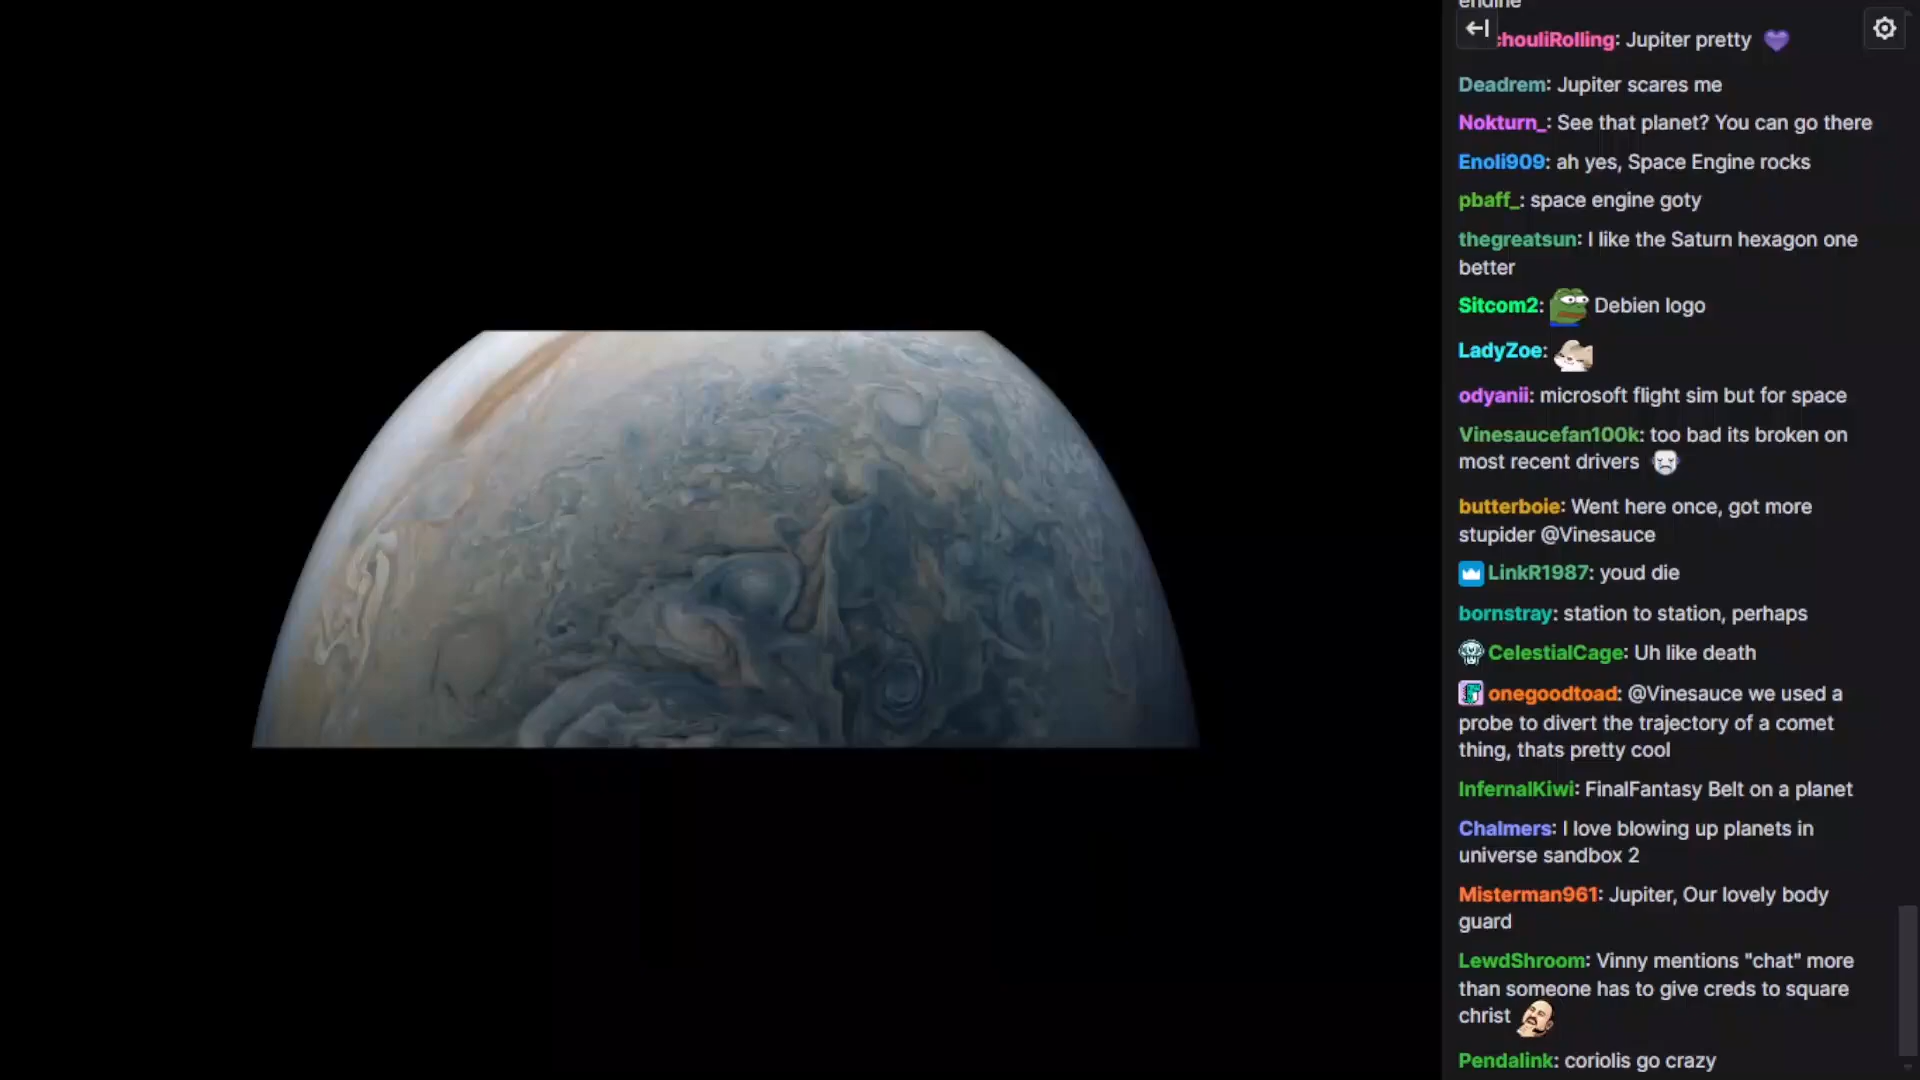 engine
chouliRolling: Jupiter pretty
Deadrem: Jupiter scares me
Nokturn_: See that planet? You can go there
Enoli909: ah yes, Space Engine rocks
pbaff_: space engine goty
thegreatsun: I like the Saturn hexagon one
better
Sitcom2: Debien logo
LadyZoe:
odyanii: microsoft flight sim but for space
Vinesaucefan100k: too bad its broken on
most recent drivers
butterboie: Went here once, got more
stupider @Vinesauce
LinkR1987: youd die
bornstray: station to station, perhaps
CelestialCage: Uh like death
onegoodtoad: @Vinesauce we used a
probe to divert the trajectory of a comet
thing, thats pretty cool
InfernalKiwi: FinalFantasy Belt on a planet
Chalmers: I love blowing up planets in
universe sandbox 2
Misterman961: Jupiter, Our lovely body
guard
LewdShroom: Vinny mentions "chat" more
than someone has to give creds to square
christ
Pendalink: coriolis go crazy